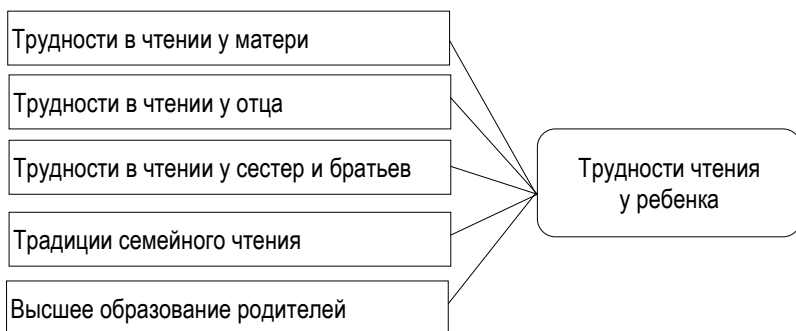 Трудности в чтении у матери
Трудности в чтении у отца
Трудности в чтении у сестер и братьев
Традиции семейного чтения
Высшее образование родителей
Трудности чтения
у ребенка